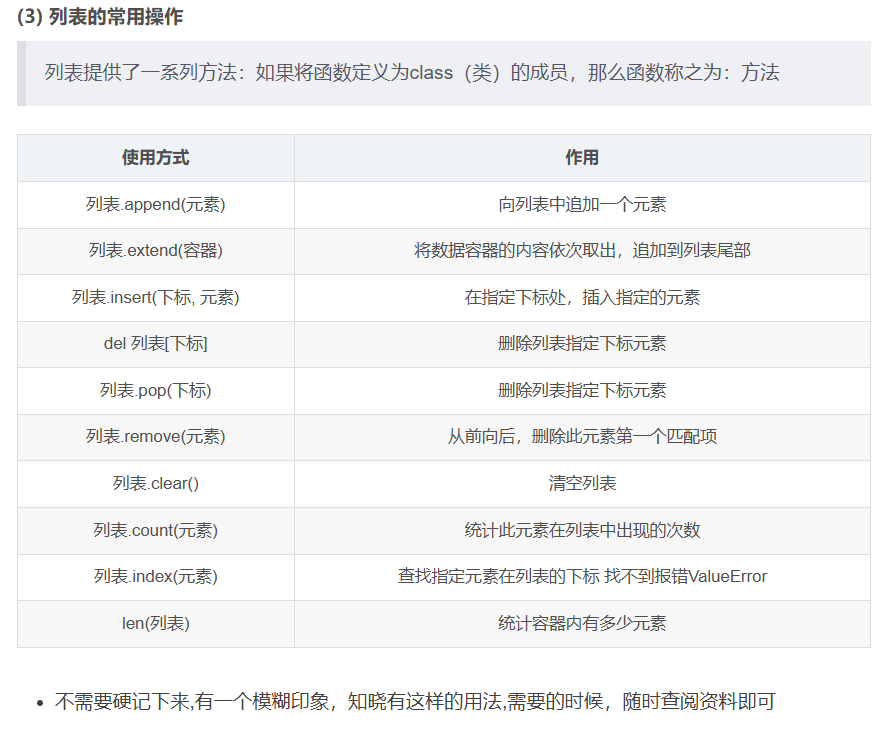 (3) 列表的常用操作
列表提供了一系列方法：如果将函数定义为class（类）的成员，那么函数称之为：方法
使用方式 作用
列表.append(元素) 向列表中追加一个元素
列表.extend(容器) 将数据容器的内容依次取出，追加到列表尾部
列表.insert(下标, 元素) 在指定下标处，插入指定的元素
del 列表[下标] 删除列表指定下标元素
列表.pop(下标) 删除列表指定下标元素
列表.remove(元素) 从前向后，删除此元素第一个匹配项
列表.clear() 清空列表
列表.count(元素) 统计此元素在列表中出现的次数
列表.index(元素) 查找指定元素在列表的下标 找不到报错ValueError
len(列表) 统计容器内有多少元素
• 不需要硬记下来,有一个模糊印象，知晓有这样的用法,需要的时候，随时查阅资料即可